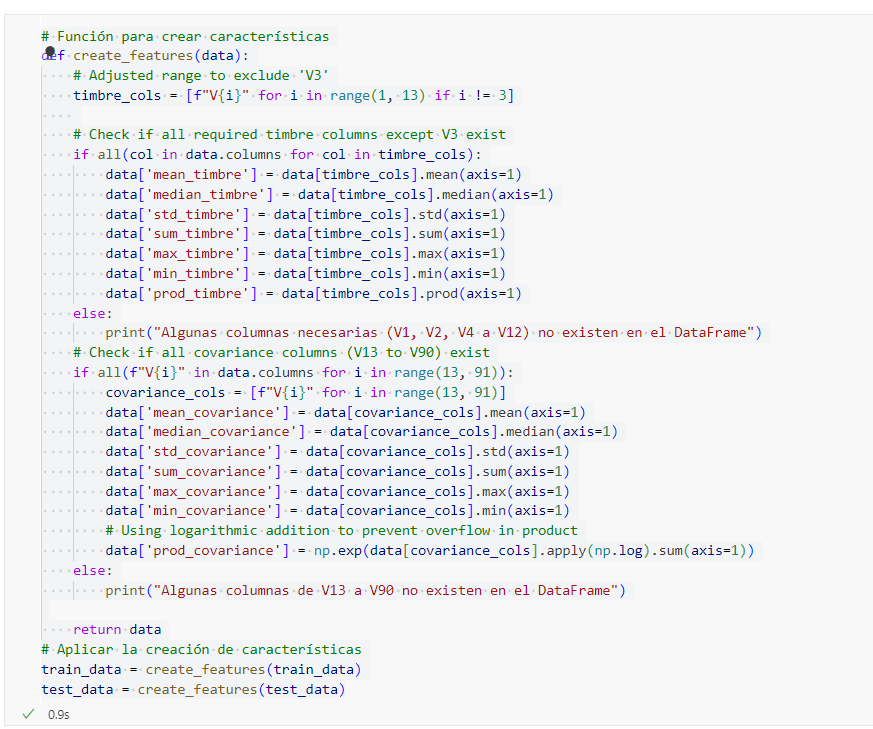 # Función para crear características
def create_features(data):
    # Adjusted range to exclude 'V3'
    timbre_cols = [f"V{i}" for i in range(1, 13) if i != 3]
    # Check if all required timbre columns except V3 exist
    if all(col in data.columns for col in timbre_cols):
        data['mean_timbre'] = data[timbre_cols].mean(axis=1)
        data['median_timbre'] = data[timbre_cols].median(axis=1)
        data['std_timbre'] = data[timbre_cols].std(axis=1)
        data['sum_timbre'] = data[timbre_cols].sum(axis=1)
        data['max_timbre'] = data[timbre_cols].max(axis=1)
        data['min_timbre'] = data[timbre_cols].min(axis=1)
        data['prod_timbre'] = data[timbre_cols].prod(axis=1)
    else:
        print("Algunas columnas necesarias (V1, V2, V4 a V12) no existen en el DataFrame")
    # Check if all covariance columns (V13 to V90) exist
    if all(f"V{i}" in data.columns for i in range(13, 91)):
        covariance_cols = [f"V{i}" for i in range(13, 91)]
        data['mean_covariance'] = data[covariance_cols].mean(axis=1)
        data['median_covariance'] = data[covariance_cols].median(axis=1)
        data['std_covariance'] = data[covariance_cols].std(axis=1)
        data['sum_covariance'] = data[covariance_cols].sum(axis=1)
        data['max_covariance'] = data[covariance_cols].max(axis=1)
        data['min_covariance'] = data[covariance_cols].min(axis=1)
        # Using logarithmic addition to prevent overflow in product
        data['prod_covariance'] = np.exp(data[covariance_cols].apply(np.log).sum(axis=1))
    else:
        print("Algunas columnas de V13 a V90 no existen en el DataFrame")
    return data
# Aplicar la creación de características
train_data = create_features(train_data)
test_data = create_features(test_data)
0.9s